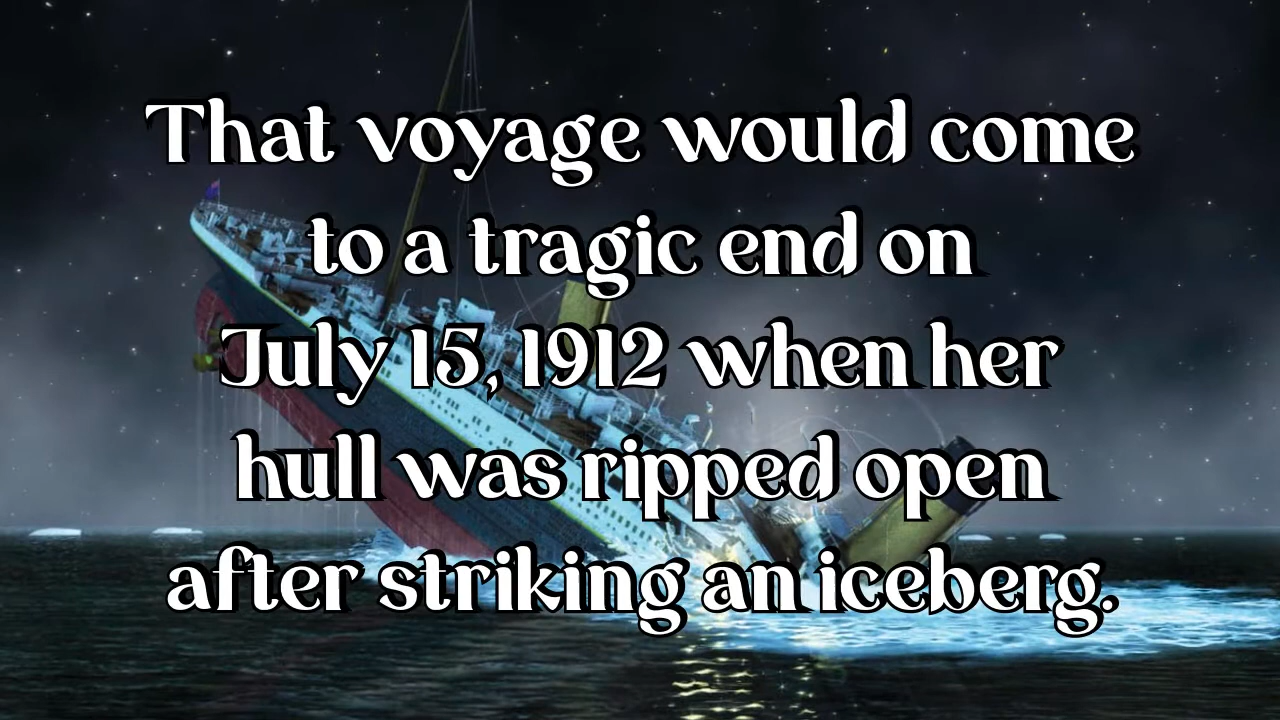 That voyage would come
to a tragic end on
July 15, 1912 when her
hull was ripped open
after striking an iceberg.